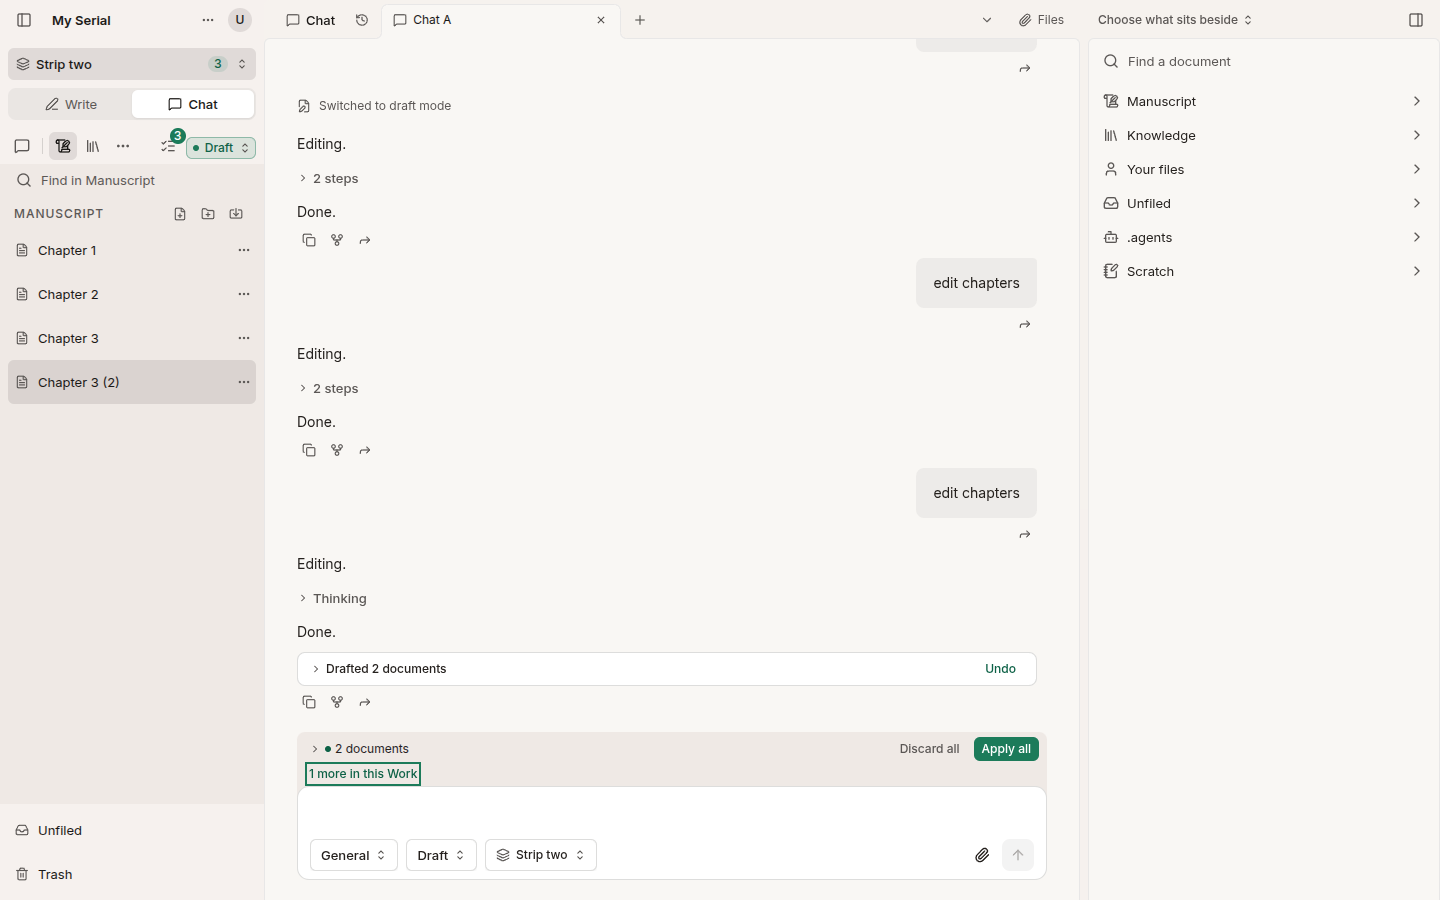 My Serial
U
Strip two
3
Write
Chat
3
Draft
Find in Manuscript
MANUSCRIPT
Chapter 1
Chapter 2
Chapter 3
Chapter 3 (2)
Unfiled
Trash
Chat
Chat A
Files
Switched to draft mode
Editing.
2 steps
Done.
edit chapters
Editing.
2 steps
Done.
edit chapters
Editing.
Thinking
Done.
Drafted 2 documents
Undo
2 documents
Discard all
Apply all
1 more in this Work
General
Draft
Strip two
Choose what sits beside
Find a document
Manuscript
Knowledge
Your files
Unfiled
.agents
Scratch